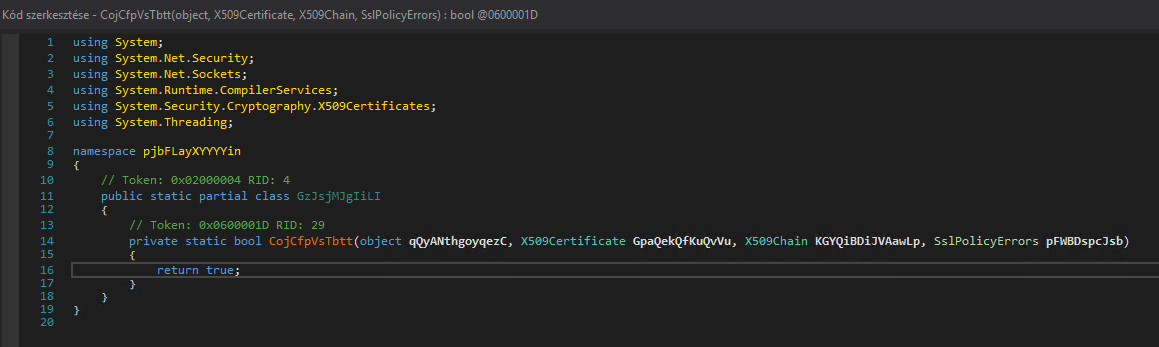 Kód szerkesztése - CojCfpVsTbtt(object, X509Certificate, X509Chain, SslPolicyErrors) : bool @0600001D
1 using System;
2 using System.Net.Security;
3 using System.Net.Sockets;
4 using System.Runtime.CompilerServices;
5 using System.Security.Cryptography.X509Certificates;
6 using System.Threading;
7
8 namespace pjbFLayXYYYYin
9 {
10 // Token: 0x02000004 RID: 4
11 public static partial class GzJsjMJgIiLI
12 {
13 // Token: 0x0600001D RID: 29
14 private static bool CojCfpVsTbtt(object qQyANthgoyqezC, X509Certificate GpaQekQfKuQvVu, X509Chain KGYQiBDiJVAawLp, SslPolicyErrors pFWBDspcJsb)
15 {
16 return true;
17 }
18 }
19 }
20